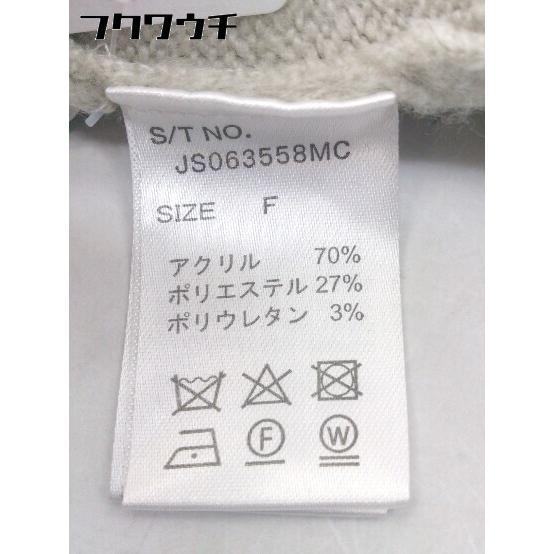 フクワウチ
S/T NO.
JS063558MC
SIZE F
アクリル 70%
ポリエステル 27%
ポリウレタン 3%
F
W